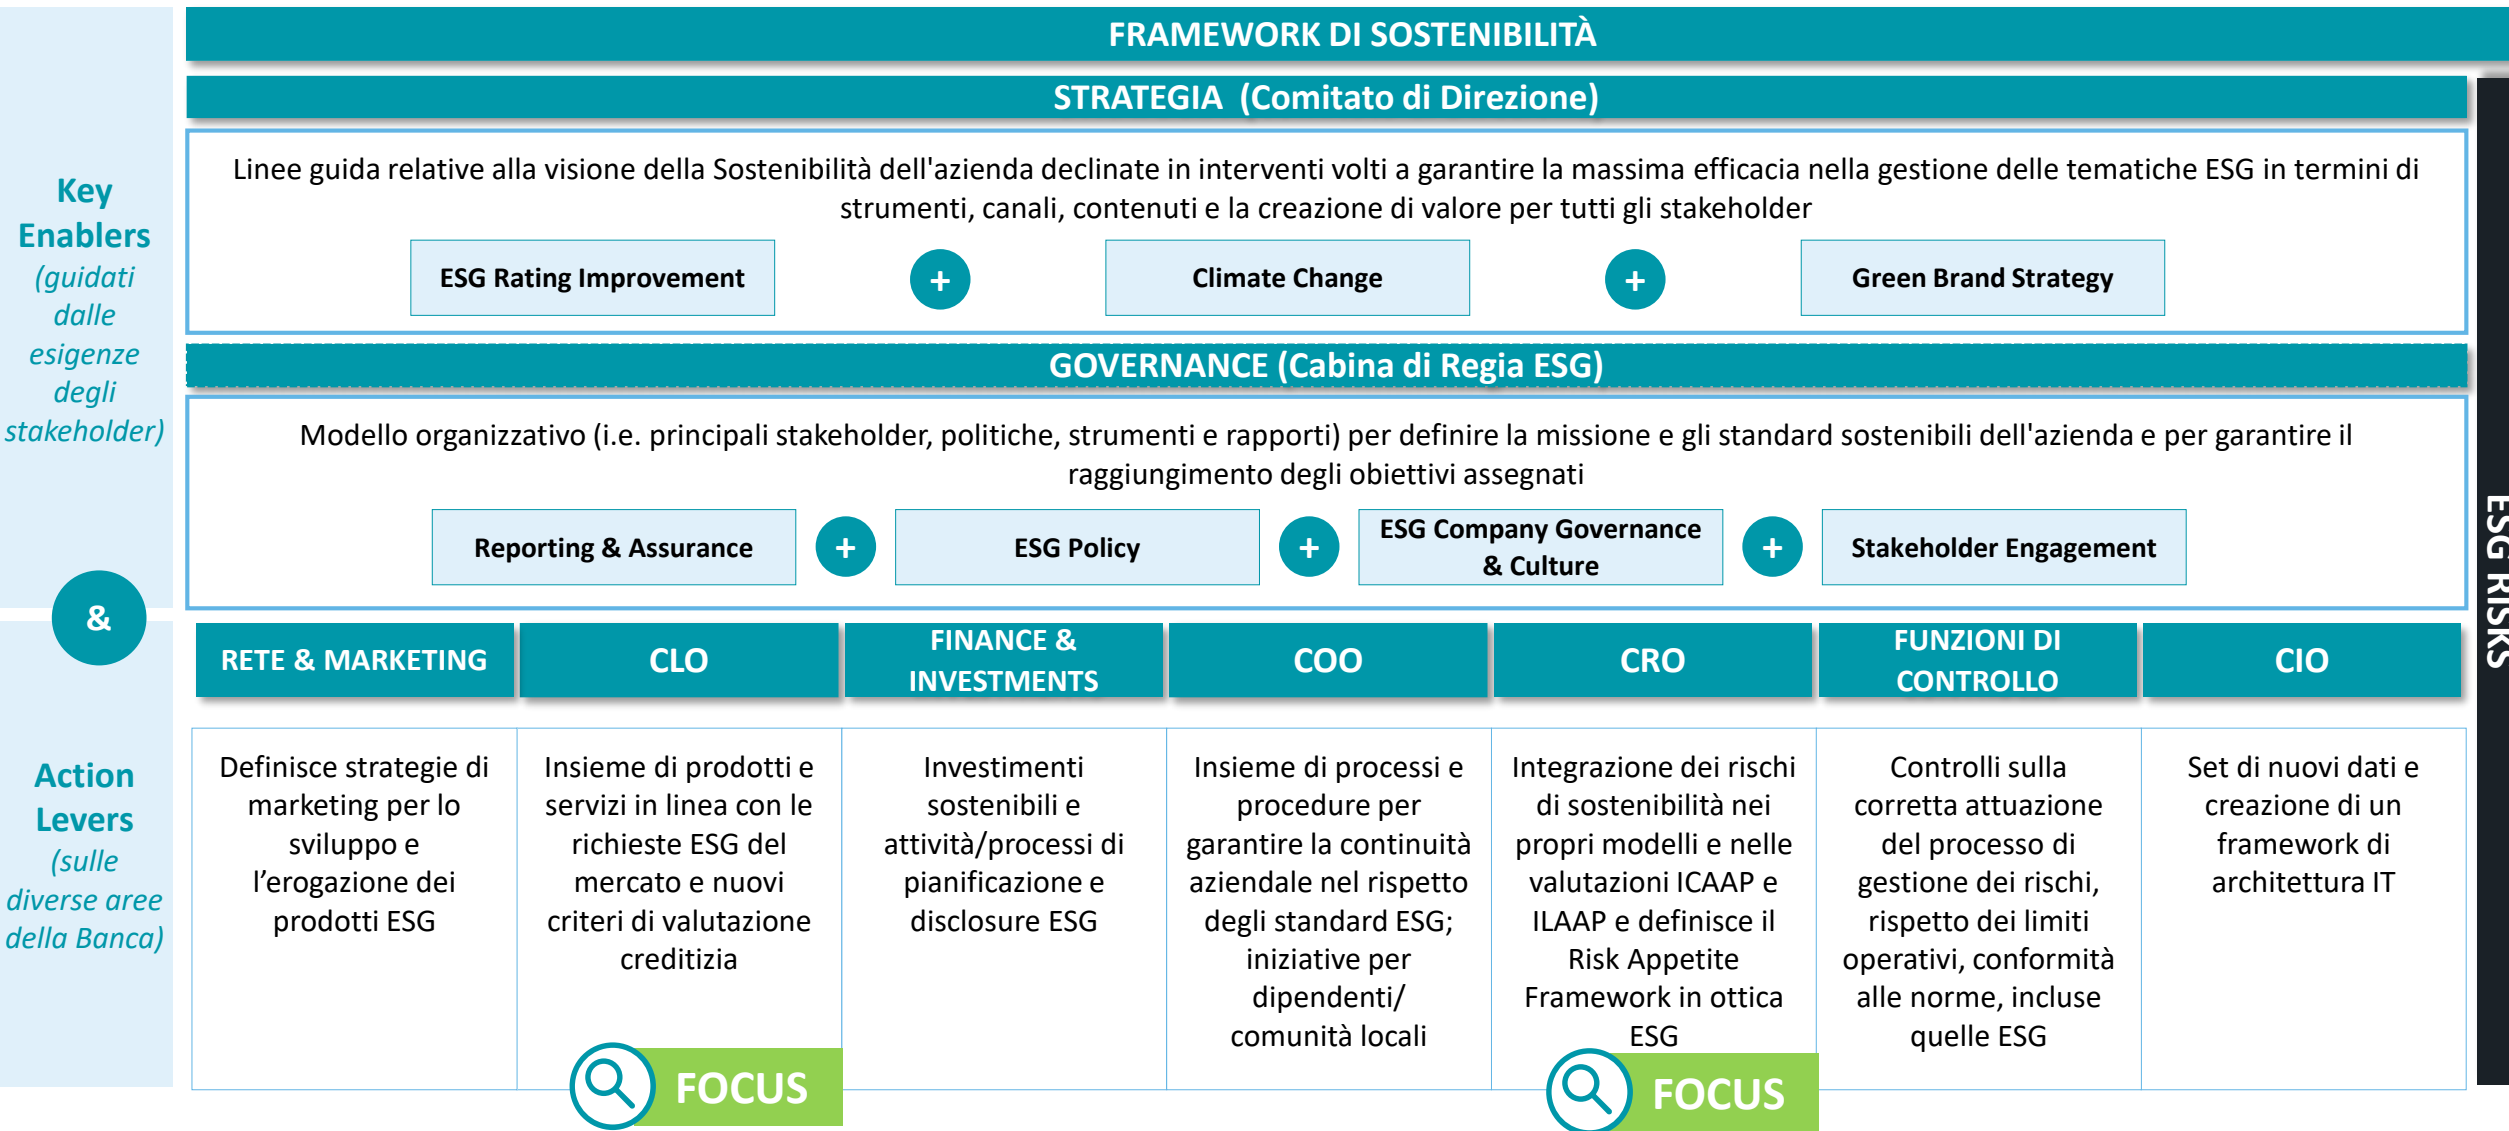 FRAMEWORK DI SOSTENIBILITÀ
STRATEGIA (Comitato di Direzione)
Linee guida relative alla visione della Sostenibilità dell'azienda declinate in interventi volti a garantire la massima efficacia nella gestione delle tematiche ESG in termini di
strumenti, canali, contenuti e la creazione di valore per tutti gli stakeholder
ESG Rating Improvement
+
Climate Change
+
Green Brand Strategy
Key
Enablers
(guidati
dalle
esigenze
degli
stakeholder)
GOVERNANCE (Cabina di Regia ESG)
Modello organizzativo (i.e. principali stakeholder, politiche, strumenti e rapporti) per definire la missione e gli standard sostenibili dell'azienda e per garantire il
raggiungimento degli obiettivi assegnati
Reporting & Assurance
+
ESG Policy
+
ESG Company Governance
& Culture
+
Stakeholder Engagement
ESG RISKS
&
Action
Levers
(sulle
diverse aree
della Banca)
RETE & MARKETING
Definisce strategie di
marketing per lo
sviluppo e
l’erogazione dei
prodotti ESG
CLO
Insieme di prodotti e
servizi in linea con le
richieste ESG del
mercato e nuovi
criteri di valutazione
creditizia
FOCUS
FINANCE &
INVESTMENTS
Investimenti
sostenibili e
attività/processi di
pianificazione e
disclosure ESG
COO
Insieme di processi e
procedure per
garantire la continuità
aziendale nel rispetto
degli standard ESG;
iniziative per
dipendenti/
comunità locali
CRO
Integrazione dei rischi
di sostenibilità nei
propri modelli e nelle
valutazioni ICAAP e
ILAAP e definisce il
Risk Appetite
Framework in ottica
ESG
FOCUS
FUNZIONI DI
CONTROLLO
Controlli sulla
corretta attuazione
del processo di
gestione dei rischi,
rispetto dei limiti
operativi, conformità
alle norme, incluse
quelle ESG
CIO
Set di nuovi dati e
creazione di un
framework di
architettura IT